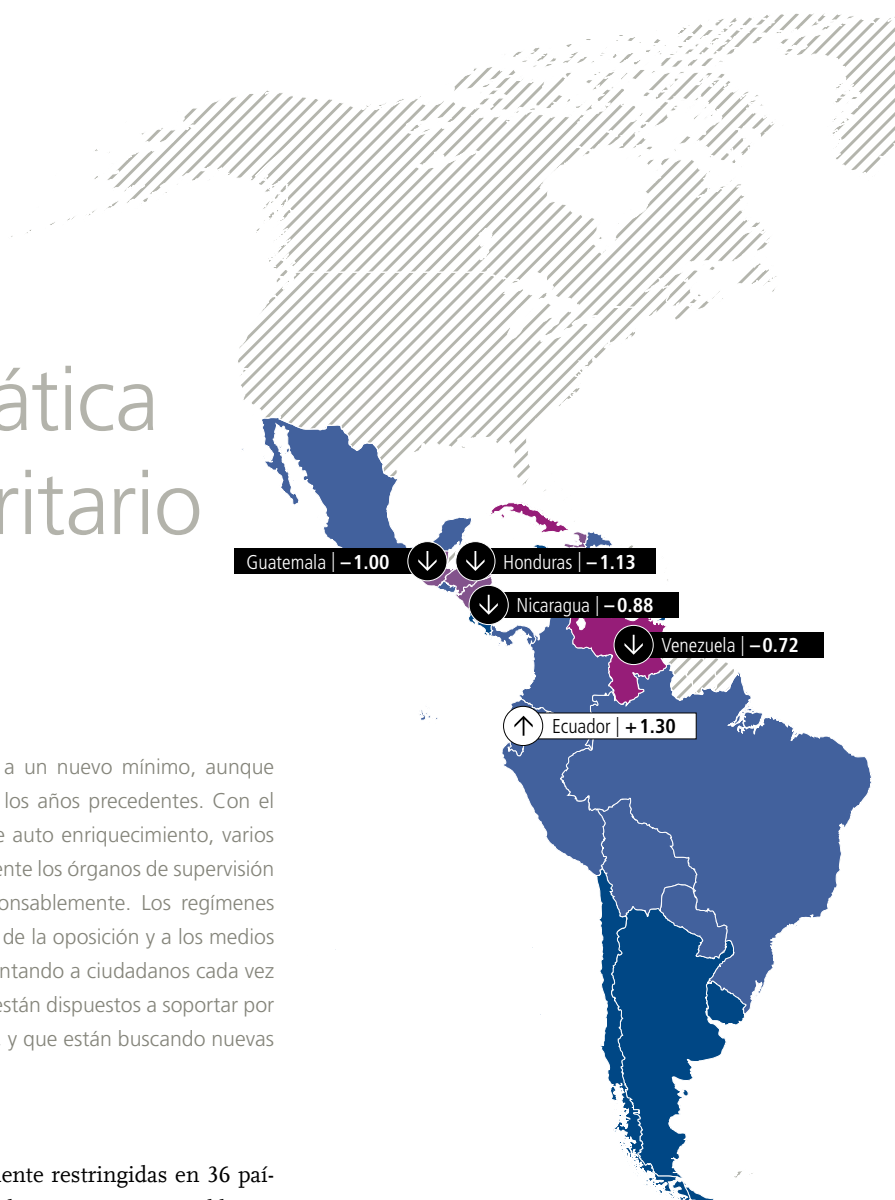 ática
ritario
Guatemala | −1.00
Honduras | −1.13
Nicaragua | −0.88
Venezuela | −0.72
Ecuador | +1.30
a un nuevo mínimo, aunque
los años precedentes. Con el
e auto enriquecimiento, varios
ente los órganos de supervisión
onsablemente. Los regímenes
de la oposición y a los medios
ntando a ciudadanos cada vez
están dispuestos a soportar por
y que están buscando nuevas
ente restringidas en 36 paí-